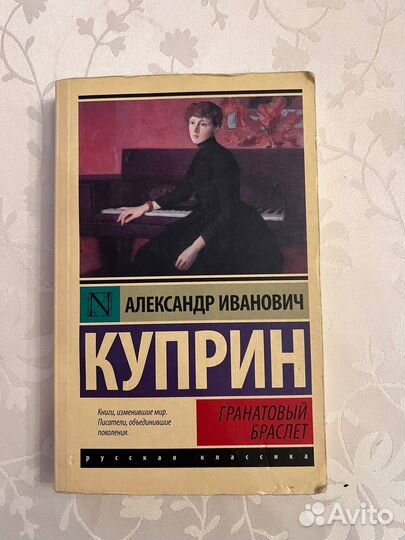 N
АЛЕКСАНДР ИВАНОВИЧ
КУПРИН
Книги, изменившие мир.
Писатели, объединившие
поколения.
ГРАНАТОВЫЙ
БРАСЛЕТ
русская классика
Avito